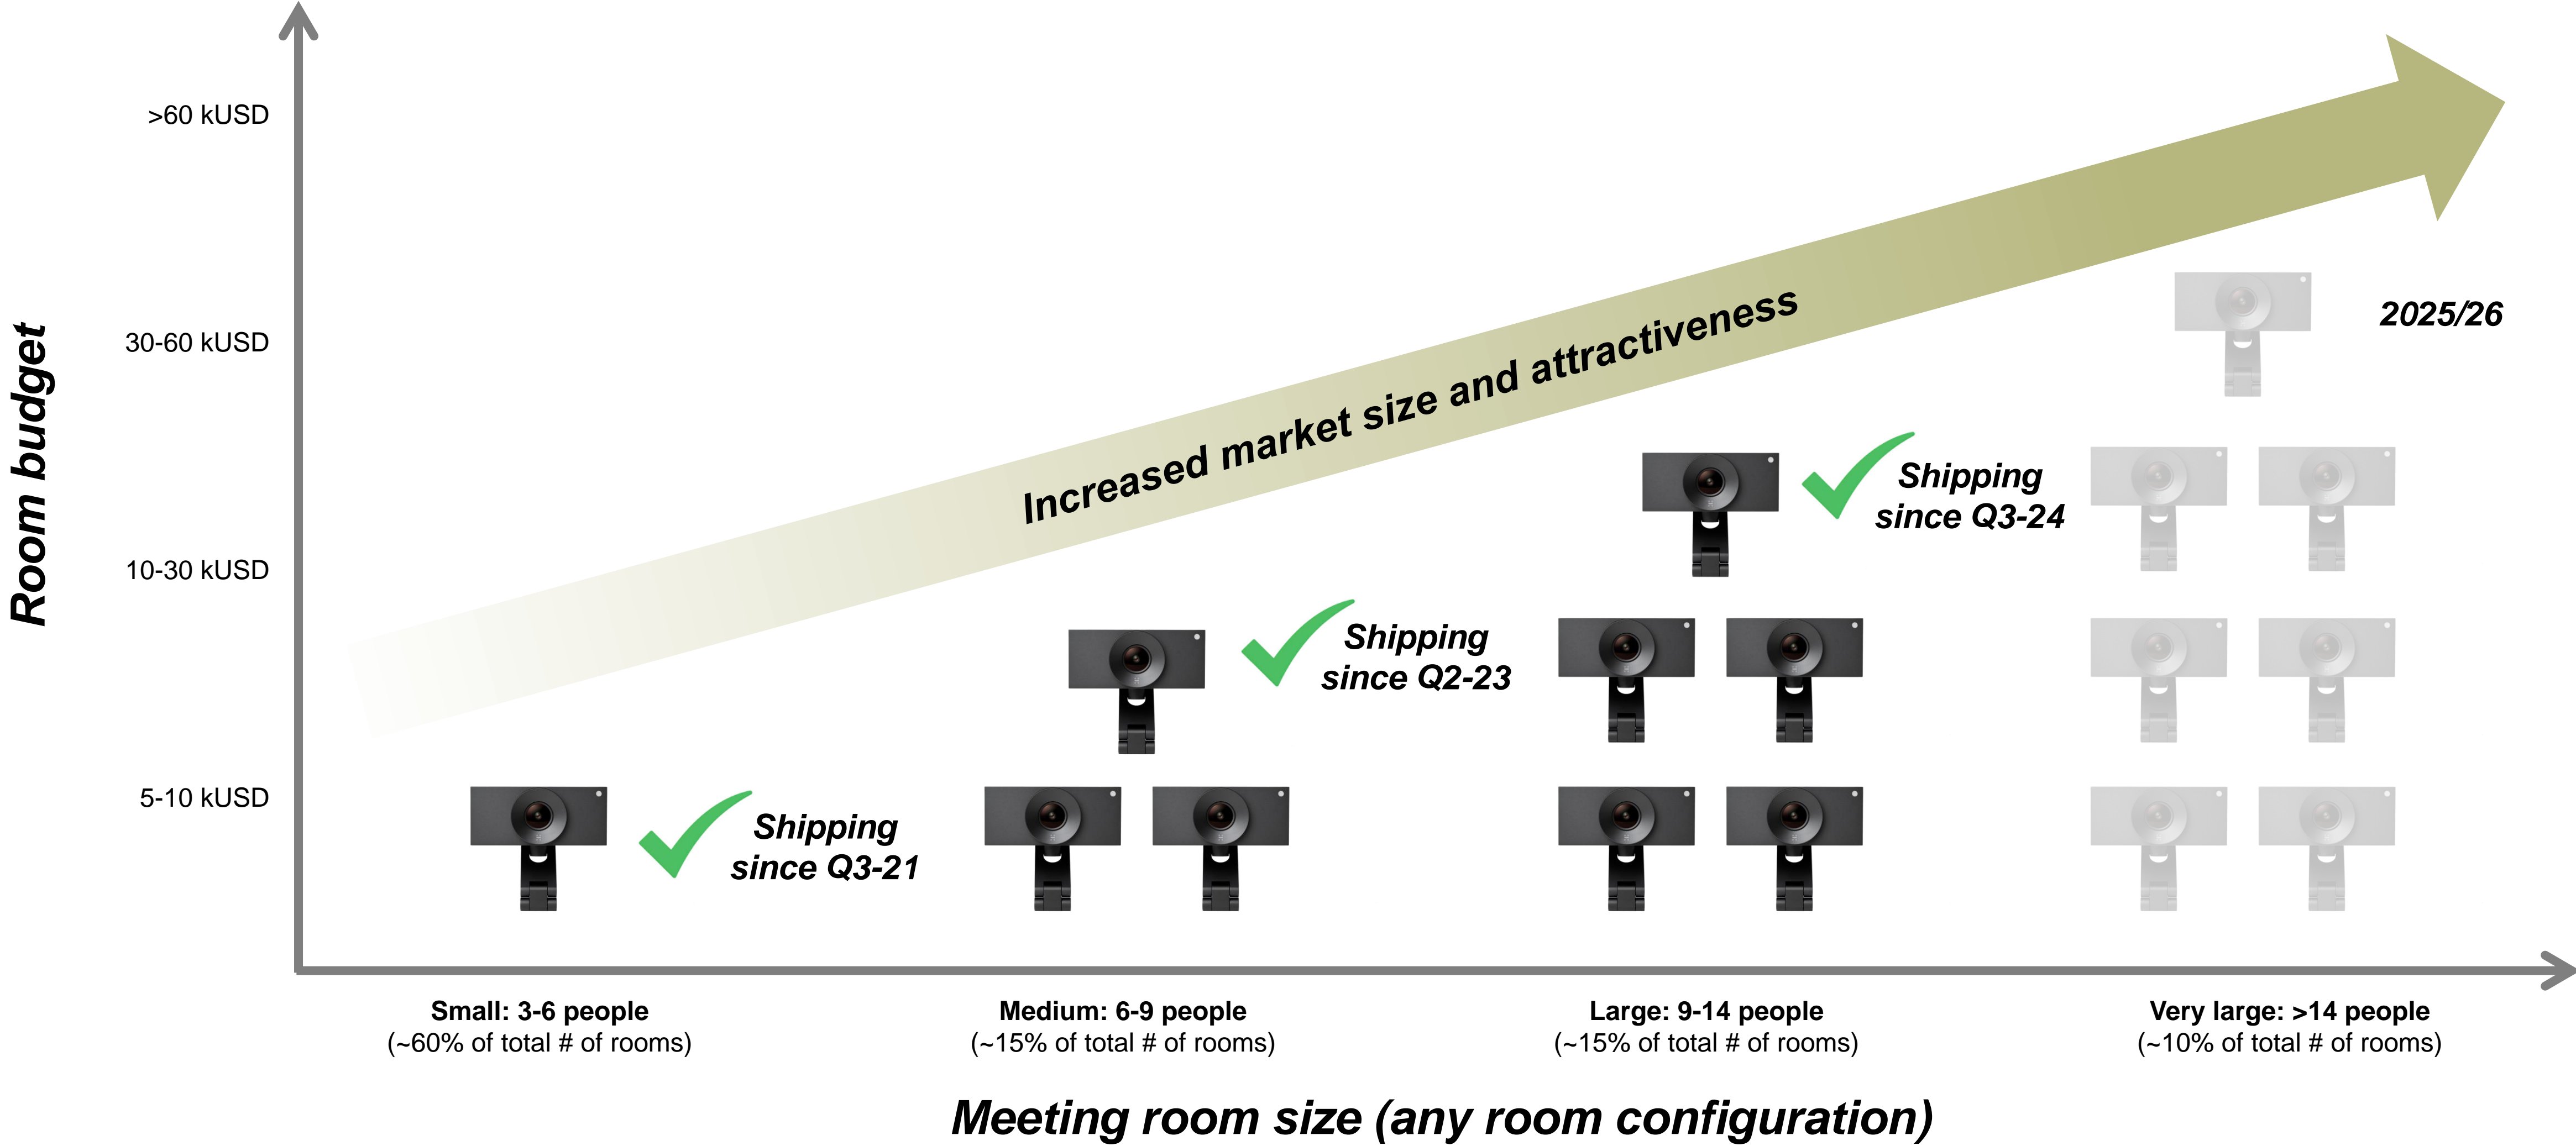 >60 kUSD
Increased market size and attractiveness
2025/26
30-60 kUSD
Room budget
Shipping
since Q3-24
10-30 kUSD
Shipping
since Q2-23
5-10 kUSD
Shipping
since Q3-21
Small: 3-6 people
(~60% of total # of rooms)
Medium: 6-9 people
(~15% of total # of rooms)
Large: 9-14 people
(~15% of total # of rooms)
Very large: >14 people
(~10% of total # of rooms)
Meeting room size (any room configuration)